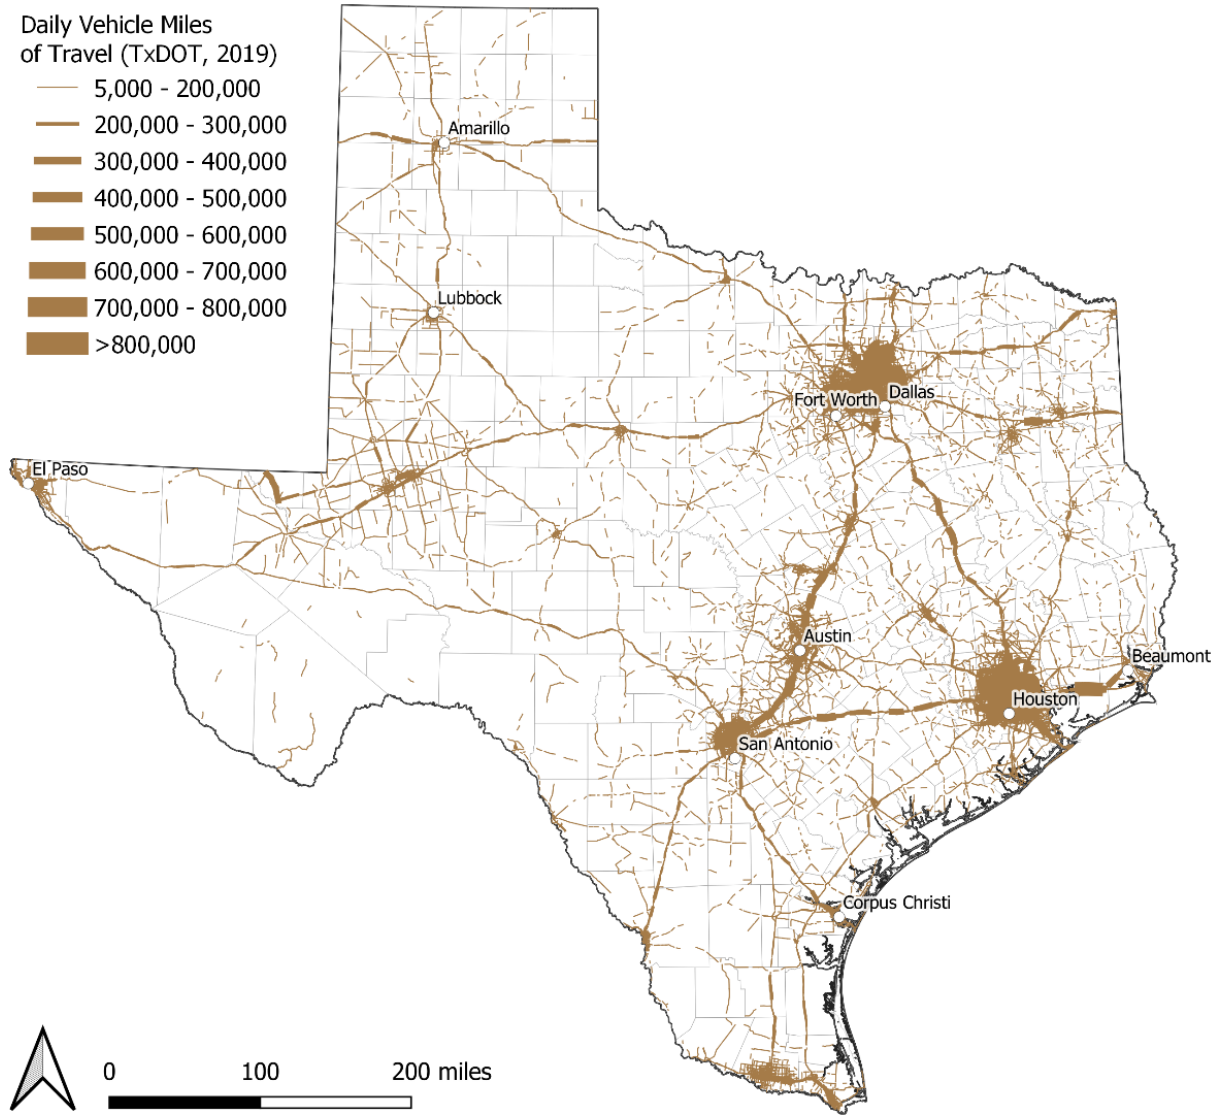 Daily Vehicle Miles
of Travel (TxDOT, 2019)
5,000 - 200,000
200,000 - 300,000
300,000 - 400,000
400,000 - 500,000
500,000 - 600,000
600,000 - 700,000
700,000 - 800,000
>800,000
Amarillo
Lubbock
Fort Worth
Dallas
El Paso
Austin
Beaumont
Houston
San Antonio
Corpus Christi
0 100 200 miles